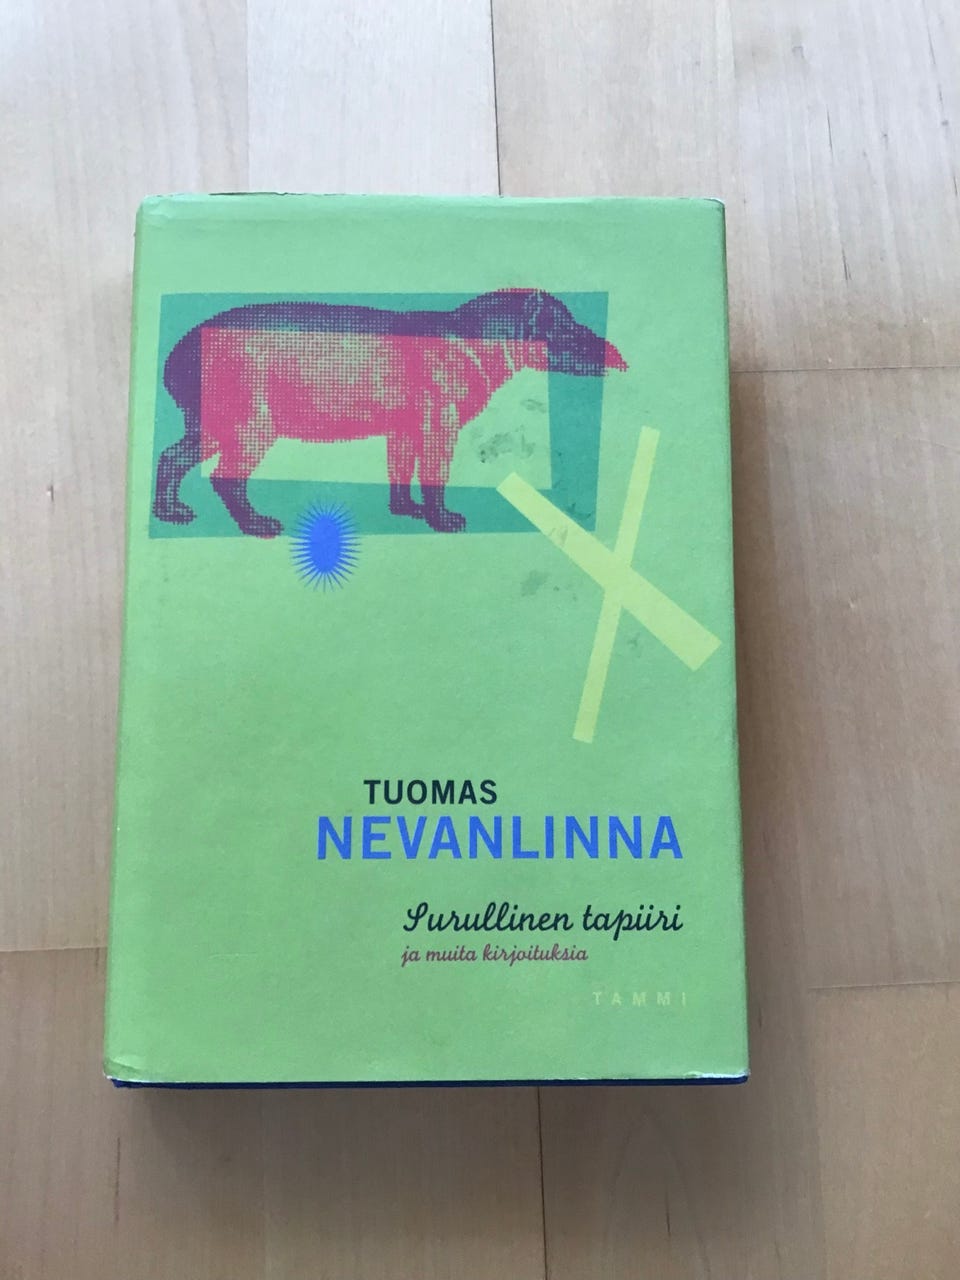 TUOMAS
NEVANLINNA
Surullinen tapiiri
ja muita kirjoituksia
TAMMI